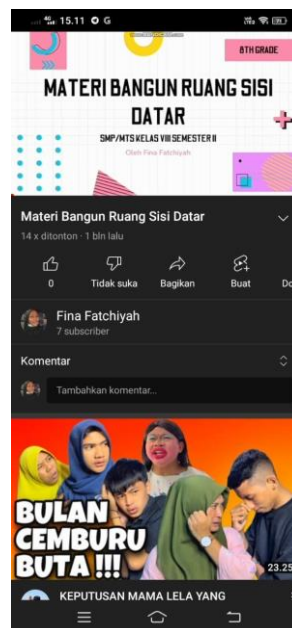 15.11 G
8TH GRADE
MATERI BANGUN RUANG SISI
DATAR
SMP/MTS KELAS VIII SEMESTER II
Oleh Fina Fatchiyah
Materi Bangun Ruang Sisi Datar
14 x ditonton · 1 bln lalu
0 Tidak suka Bagikan Buat Do
Fina Fatchiyah
7 subscriber
Komentar
Tambahkan komentar...
BULAN
CEMBURU
BUTA !!!
23.25
KEPUTUSAN MAMA LELA YANG